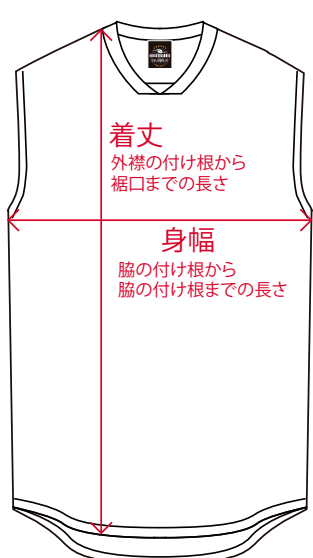 着丈
外襟の付け根から
裾口までの長さ
身幅
脇の付け根から
脇の付け根までの長さ